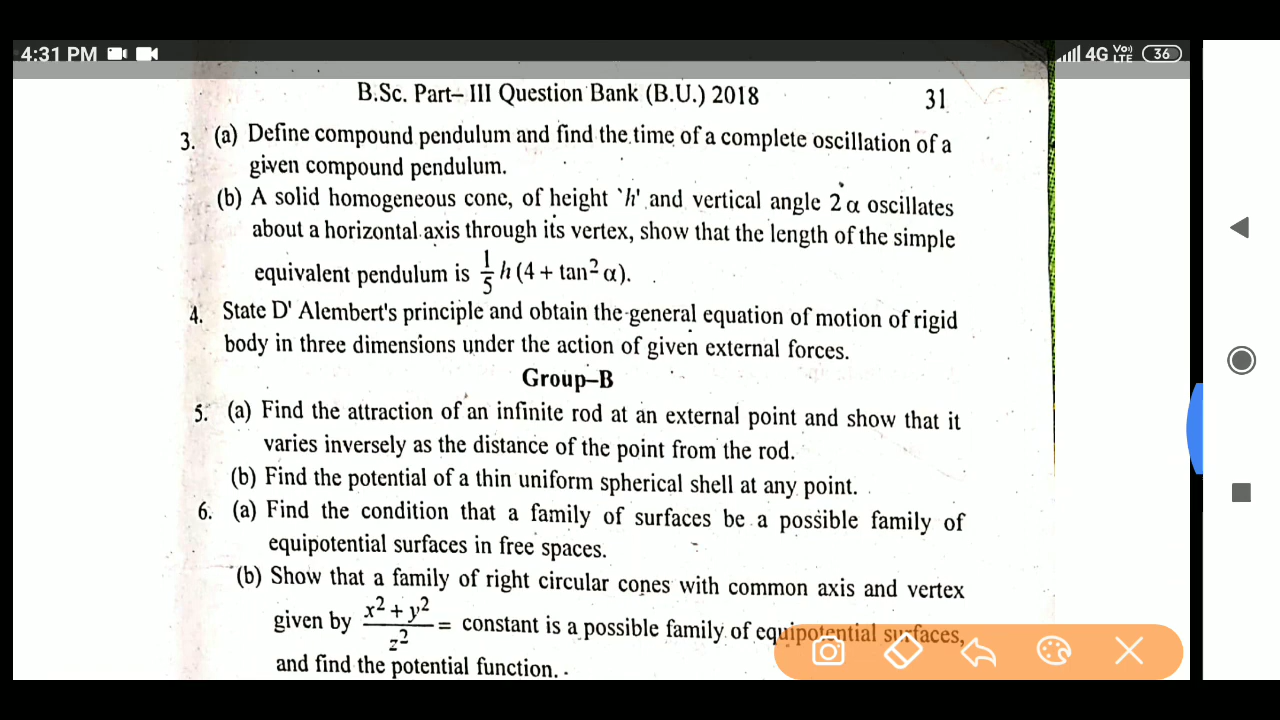 4:31 PM
4G VoLTE 36
B.Sc. Part– III Question Bank (B.U.) 2018 31
3. (a) Define compound pendulum and find the time of a complete oscillation of a
given compound pendulum.
(b) A solid homogeneous cone, of height `h' and vertical angle 2 α oscillates
about a horizontal axis through its vertex, show that the length of the simple
equivalent pendulum is 1/5 h (4 + tan² α).
4. State D' Alembert's principle and obtain the general equation of motion of rigid
body in three dimensions under the action of given external forces.
Group–B
5. (a) Find the attraction of an infinite rod at an external point and show that it
varies inversely as the distance of the point from the rod.
(b) Find the potential of a thin uniform spherical shell at any point.
6. (a) Find the condition that a family of surfaces be a possible family of
equipotential surfaces in free spaces.
(b) Show that a family of right circular cones with common axis and vertex
given by x² + y² / z² = constant is a possible family of equipotential surfaces,
and find the potential function.